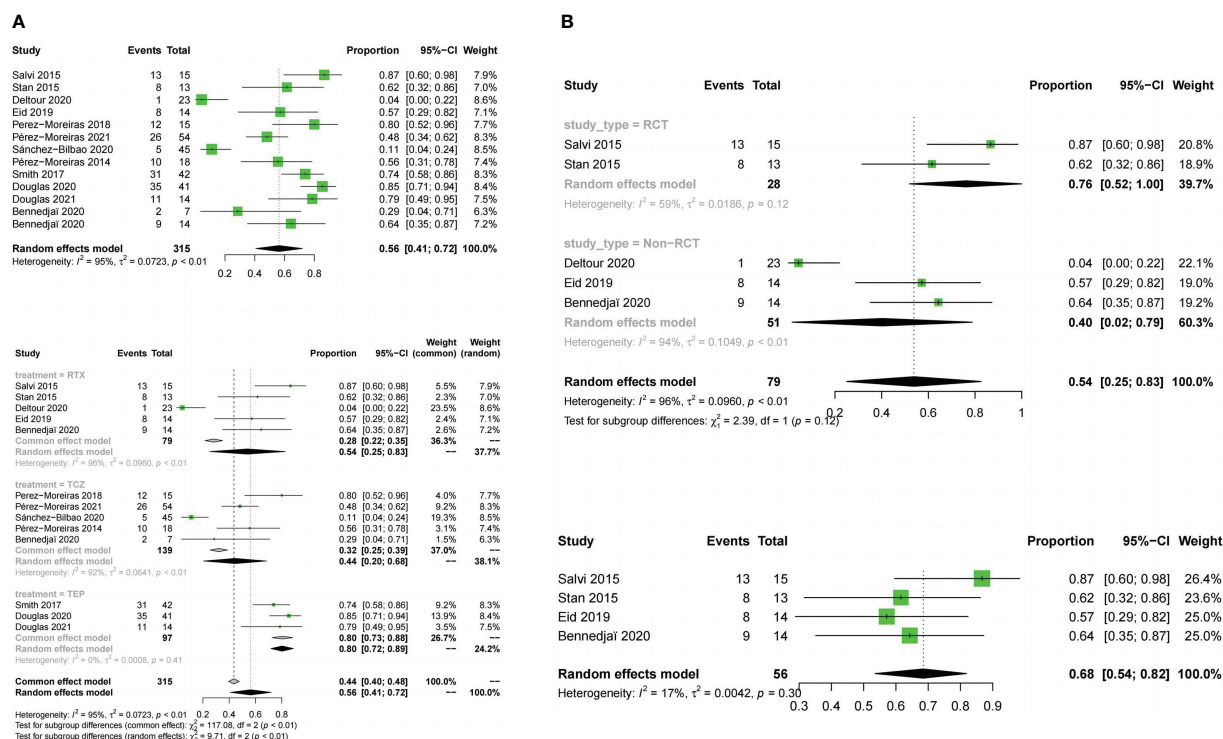 A
Study Events Total Proportion 95%−CI Weight
Salvi 2015 13 15 0.87 [0.60; 0.98] 7.9%
Stan 2015 8 13 0.62 [0.32; 0.86] 7.0%
Deltour 2020 1 23 0.04 [0.00; 0.22] 8.6%
Eid 2019 8 14 0.57 [0.29; 0.82] 7.1%
Perez−Moreiras 2018 12 15 0.80 [0.52; 0.96] 7.7%
Pérez−Moreiras 2021 26 54 0.48 [0.34; 0.62] 8.3%
Sánchez−Bilbao 2020 5 45 0.11 [0.04; 0.24] 8.5%
Pérez−Moreiras 2014 10 18 0.56 [0.31; 0.78] 7.4%
Smith 2017 31 42 0.74 [0.58; 0.86] 8.3%
Douglas 2020 35 41 0.85 [0.71; 0.94] 8.4%
Douglas 2021 11 14 0.79 [0.49; 0.95] 7.5%
Bennedjaï 2020 2 7 0.29 [0.04; 0.71] 6.3%
Bennedjaï 2020 9 14 0.64 [0.35; 0.87] 7.2%
Random effects model 315 0.56 [0.41; 0.72] 100.0%
Heterogeneity: I² = 95%, τ² = 0.0723, p < 0.01
0.2 0.4 0.6 0.8
Weight Weight
Study Events Total Proportion 95%−CI (common) (random)
treatment = RTX
Salvi 2015 13 15 0.87 [0.60; 0.98] 5.5% 7.9%
Stan 2015 8 13 0.62 [0.32; 0.86] 2.3% 7.0%
Deltour 2020 1 23 0.04 [0.00; 0.22] 23.5% 8.6%
Eid 2019 8 14 0.57 [0.29; 0.82] 2.4% 7.1%
Bennedjaï 2020 9 14 0.64 [0.35; 0.87] 2.6% 7.2%
Common effect model 79 0.28 [0.22; 0.35] 36.3% −−
Random effects model 0.54 [0.25; 0.83] −− 37.7%
Heterogeneity: I² = 96%, τ² = 0.0960, p < 0.01
treatment = TCZ
Perez−Moreiras 2018 12 15 0.80 [0.52; 0.96] 4.0% 7.7%
Pérez−Moreiras 2021 26 54 0.48 [0.34; 0.62] 9.2% 8.3%
Sánchez−Bilbao 2020 5 45 0.11 [0.04; 0.24] 19.3% 8.5%
Pérez−Moreiras 2014 10 18 0.56 [0.31; 0.78] 3.1% 7.4%
Bennedjaï 2020 2 7 0.29 [0.04; 0.71] 1.5% 6.3%
Common effect model 139 0.32 [0.25; 0.39] 37.0% −−
Random effects model 0.44 [0.20; 0.68] −− 38.1%
Heterogeneity: I² = 92%, τ² = 0.0641, p < 0.01
treatment = TEP
Smith 2017 31 42 0.74 [0.58; 0.86] 9.2% 8.3%
Douglas 2020 35 41 0.85 [0.71; 0.94] 13.9% 8.4%
Douglas 2021 11 14 0.79 [0.49; 0.95] 3.5% 7.5%
Common effect model 97 0.80 [0.73; 0.88] 26.7% −−
Random effects model 0.80 [0.72; 0.89] −− 24.2%
Heterogeneity: I² = 0%, τ² = 0.0008, p = 0.41
Common effect model 315 0.44 [0.40; 0.48] 100.0% −−
Random effects model 0.56 [0.41; 0.72] −− 100.0%
Heterogeneity: I² = 95%, τ² = 0.0723, p < 0.01
0.2 0.4 0.6 0.8
Test for subgroup differences (common effect): χ²₂ = 117.08, df = 2 (p < 0.01)
Test for subgroup differences (random effects): χ²₂ = 9.71, df = 2 (p < 0.01)
B
Study Events Total Proportion 95%−CI Weight
study_type = RCT
Salvi 2015 13 15 0.87 [0.60; 0.98] 20.8%
Stan 2015 8 13 0.62 [0.32; 0.86] 18.9%
Random effects model 28 0.76 [0.52; 1.00] 39.7%
Heterogeneity: I² = 59%, τ² = 0.0186, p = 0.12
study_type = Non−RCT
Deltour 2020 1 23 0.04 [0.00; 0.22] 22.1%
Eid 2019 8 14 0.57 [0.29; 0.82] 19.0%
Bennedjaï 2020 9 14 0.64 [0.35; 0.87] 19.2%
Random effects model 51 0.40 [0.02; 0.79] 60.3%
Heterogeneity: I² = 94%, τ² = 0.1049, p < 0.01
Random effects model 79 0.54 [0.25; 0.83] 100.0%
Heterogeneity: I² = 96%, τ² = 0.0960, p < 0.01
0.2 0.4 0.6 0.8 1
Test for subgroup differences: χ²₁ = 2.39, df = 1 (p = 0.12)
Study Events Total Proportion 95%−CI Weight
Salvi 2015 13 15 0.87 [0.60; 0.98] 26.4%
Stan 2015 8 13 0.62 [0.32; 0.86] 23.6%
Eid 2019 8 14 0.57 [0.29; 0.82] 25.0%
Bennedjaï 2020 9 14 0.64 [0.35; 0.87] 25.0%
Random effects model 56 0.68 [0.54; 0.82] 100.0%
Heterogeneity: I² = 17%, τ² = 0.0042, p = 0.30
0.3 0.4 0.5 0.6 0.7 0.8 0.9